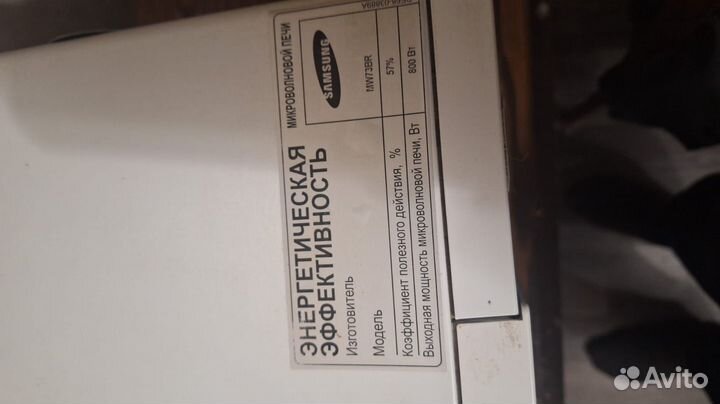 ЭНЕРГЕТИЧЕСКАЯ
ЭФФЕКТИВНОСТЬ
МИКРОВОЛНОВОЙ ПЕЧИ
Изготовитель SAMSUNG
Модель MW73BR
Коэффициент полезного действия, % 57%
Выходная мощность микроволновой печи, Вт 800 Вт
Avito